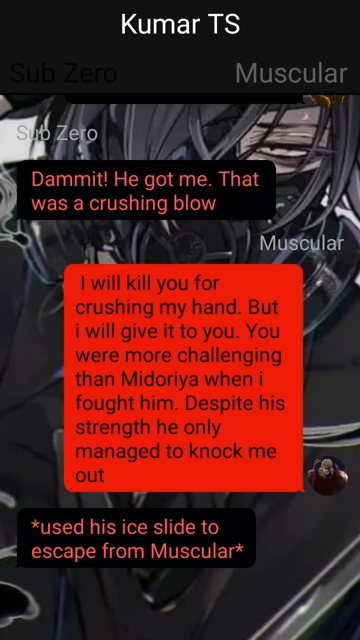 Kumar TS
Sub Zero
Muscular
Sub Zero
Dammit! He got me. That
was a crushing blow
Muscular
I will kill you for
crushing my hand. But
i will give it to you. You
were more challenging
than Midoriya when i
fought him. Despite his
strength he only
managed to knock me
out
*used his ice slide to
escape from Muscular*